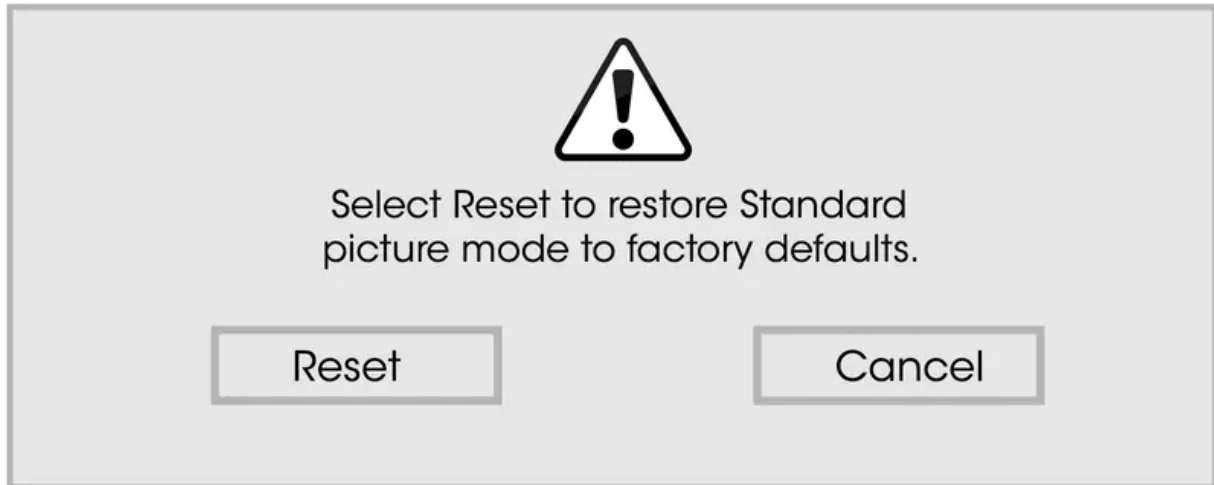 Select Reset to restore Standard
picture mode to factory defaults.
Reset
Cancel